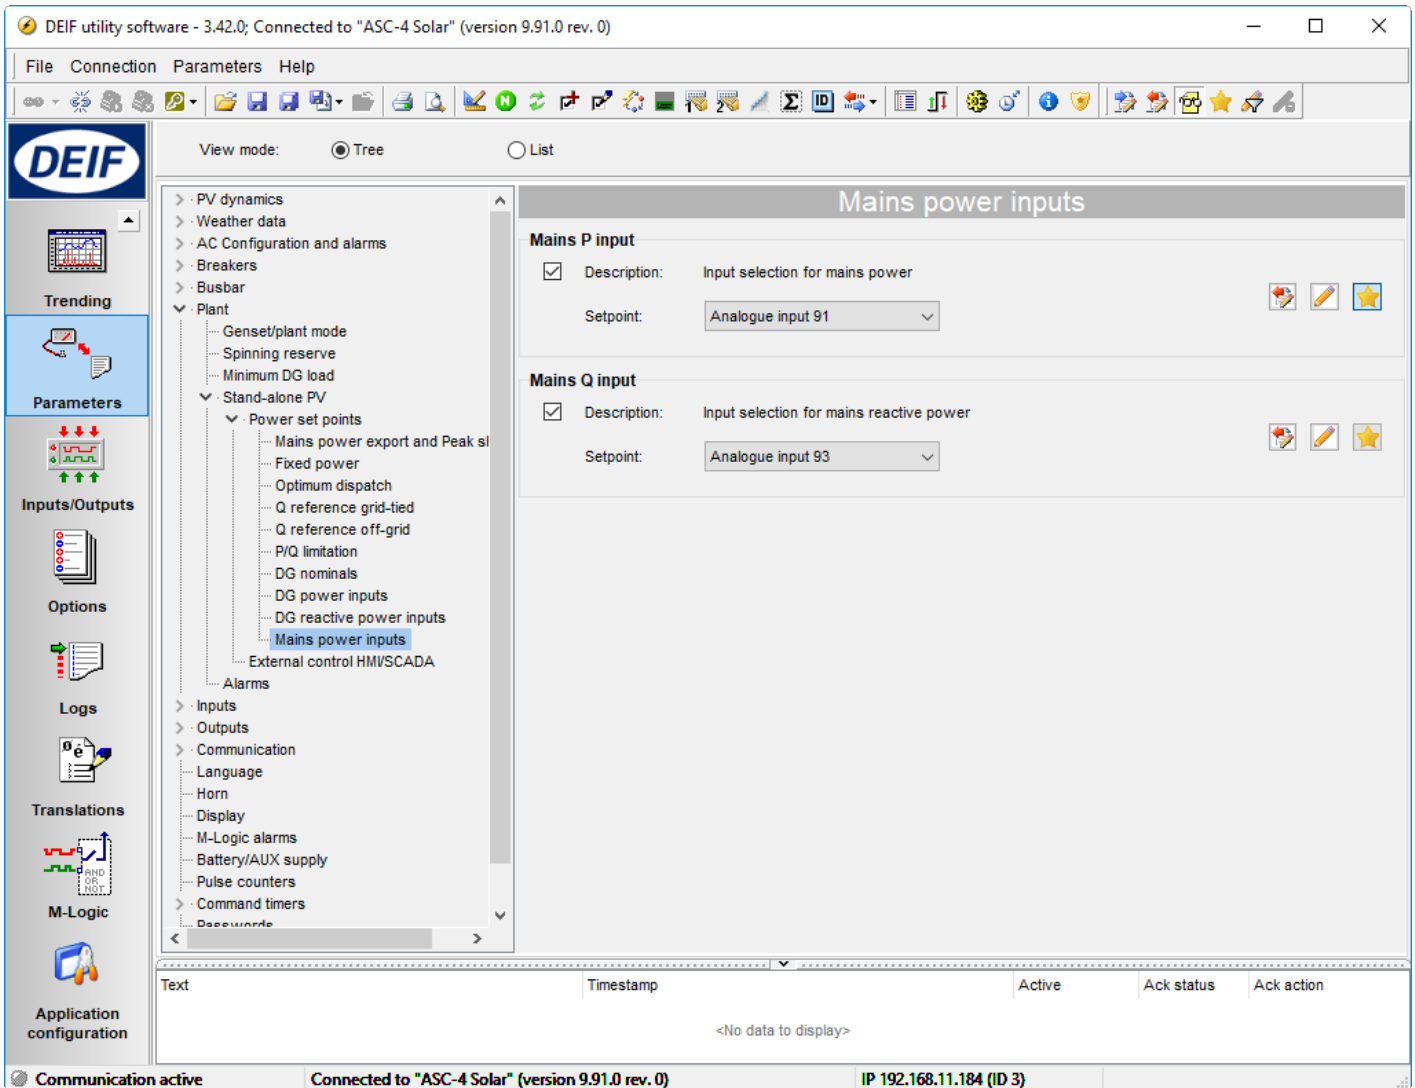 DEIF utility software - 3.42.0; Connected to "ASC-4 Solar" (version 9.91.0 rev. 0)
File Connection Parameters Help
DEIF
View mode: Tree List
Trending
Parameters
Inputs/Outputs
Options
Logs
Translations
AND
OR
NOT
M-Logic
Application
configuration
PV dynamics
Weather data
AC Configuration and alarms
Breakers
Busbar
Plant
Genset/plant mode
Spinning reserve
Minimum DG load
Stand-alone PV
Power set points
Mains power export and Peak sl
Fixed power
Optimum dispatch
Q reference grid-tied
Q reference off-grid
P/Q limitation
DG nominals
DG power inputs
DG reactive power inputs
Mains power inputs
External control HMI/SCADA
Alarms
Inputs
Outputs
Communication
Language
Horn
Display
M-Logic alarms
Battery/AUX supply
Pulse counters
Command timers
Passwords
Mains power inputs
Mains P input
Description: Input selection for mains power
Setpoint: Analogue input 91
Mains Q input
Description: Input selection for mains reactive power
Setpoint: Analogue input 93
Text Timestamp Active Ack status Ack action
<No data to display>
Communication active Connected to "ASC-4 Solar" (version 9.91.0 rev. 0) IP 192.168.11.184 (ID 3)